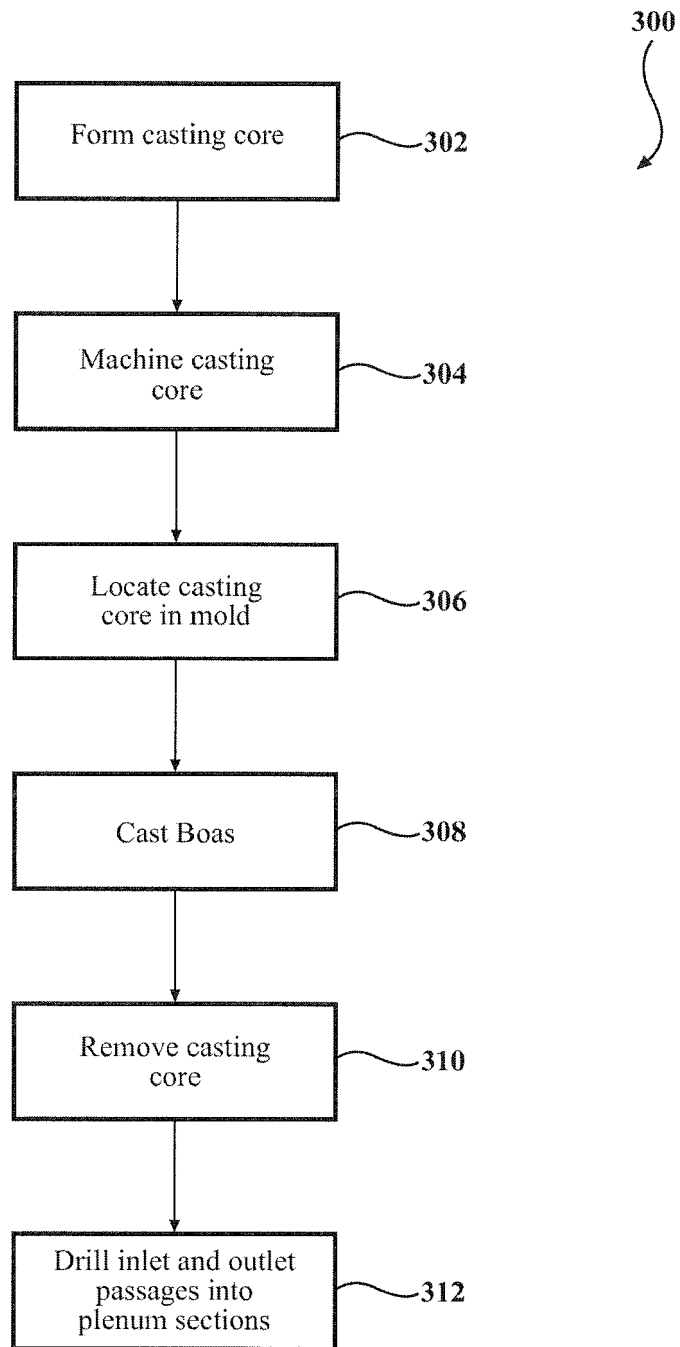 300
Form casting core
302
Machine casting
core
304
Locate casting
core in mold
306
Cast Boas
308
Remove casting
core
310
Drill inlet and outlet
passages into
plenum sections
312